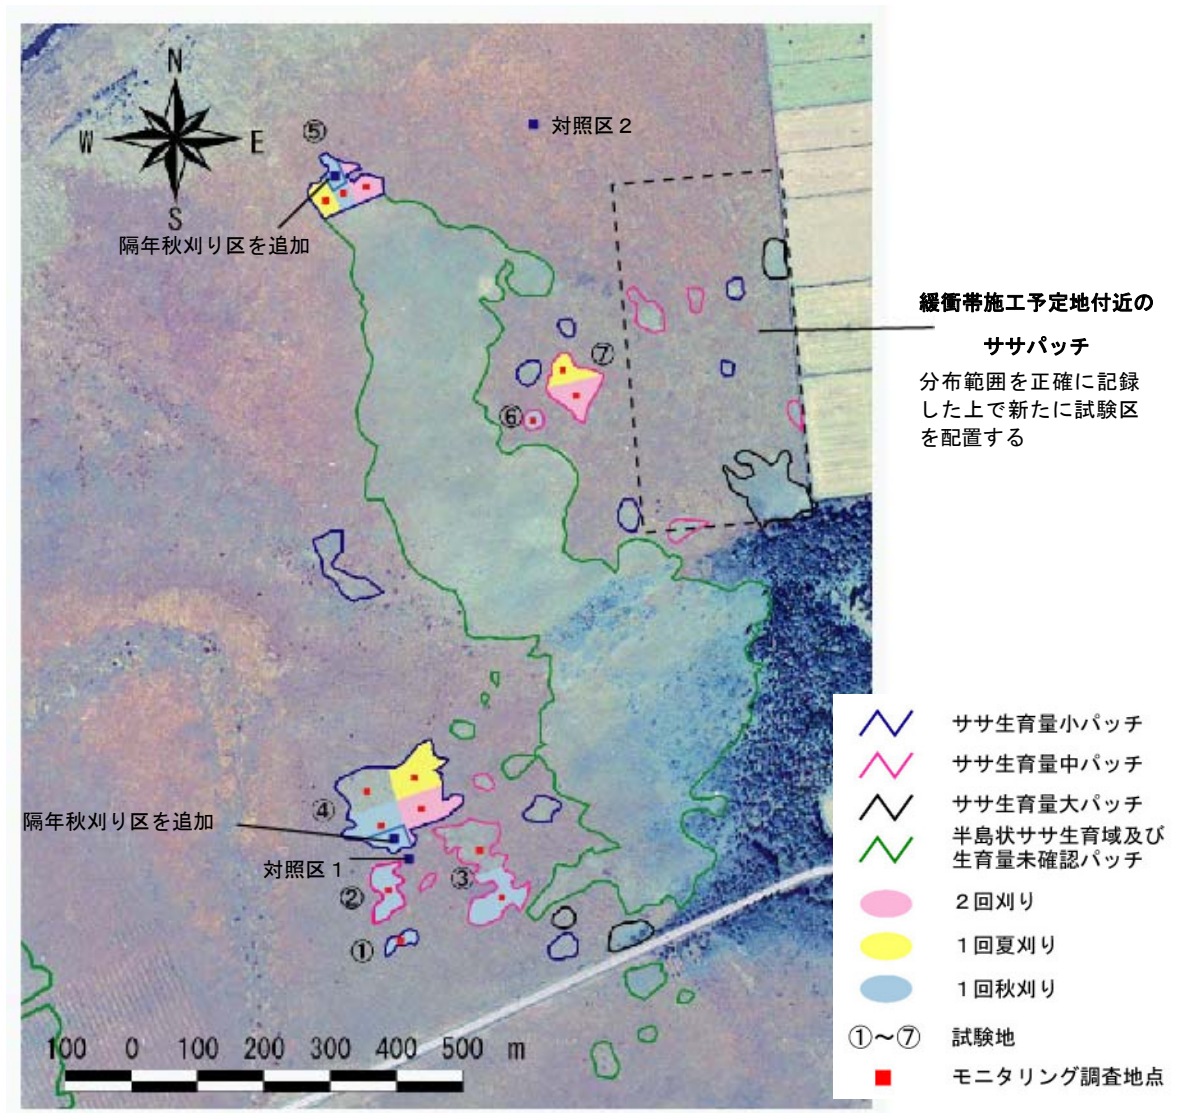 N
W
E
S
⑤
対照区２
隔年秋刈り区を追加
緩衝帯施工予定地付近の
ササパッチ
分布範囲を正確に記録
した上で新たに試験区
を配置する
⑦
⑥
④
隔年秋刈り区を追加
対照区１
③
②
①
ササ生育量小パッチ
ササ生育量中パッチ
ササ生育量大パッチ
半島状ササ生育域及び
生育量未確認パッチ
２回刈り
１回夏刈り
１回秋刈り
①～⑦ 試験地
モニタリング調査地点
100 0 100 200 300 400 500 m